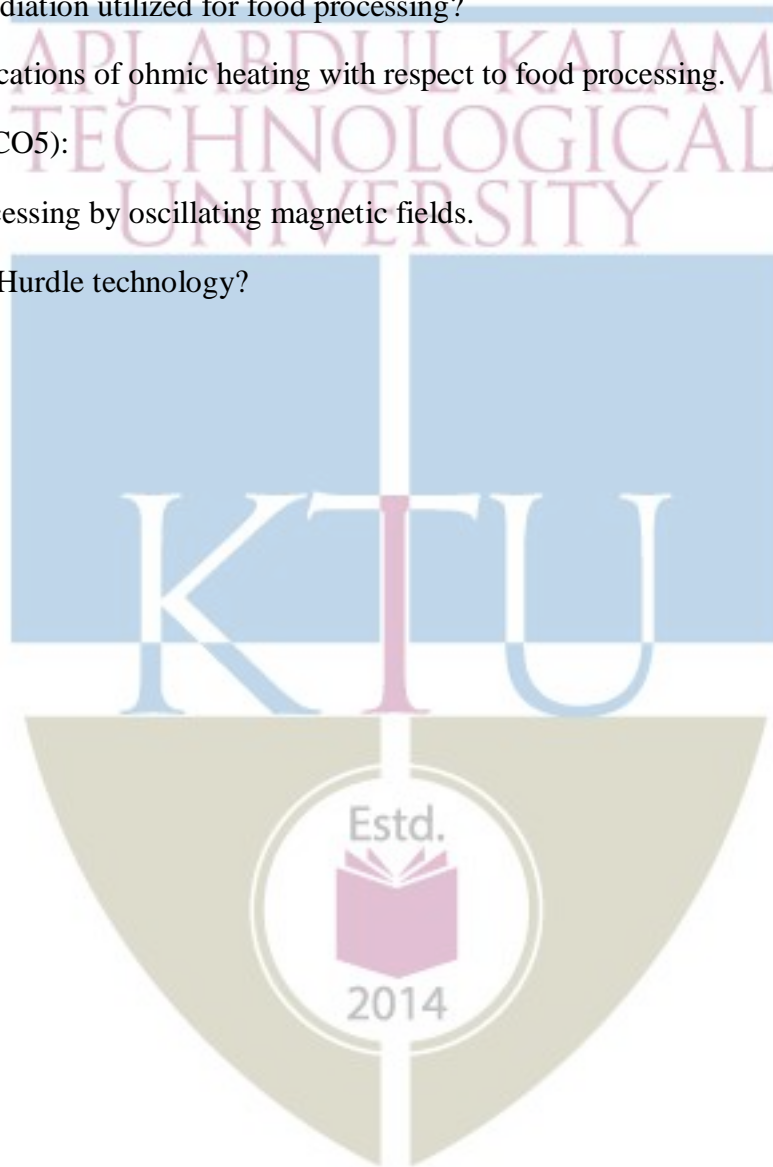 diation utilized for food processing?
APJ ABDUL KALAM
cations of ohmic heating with respect to food processing.
TECHNOLOGICAL
CO5):
UNIVERSITY
cessing by oscillating magnetic fields.
Hurdle technology?
KTU
Estd.
2014